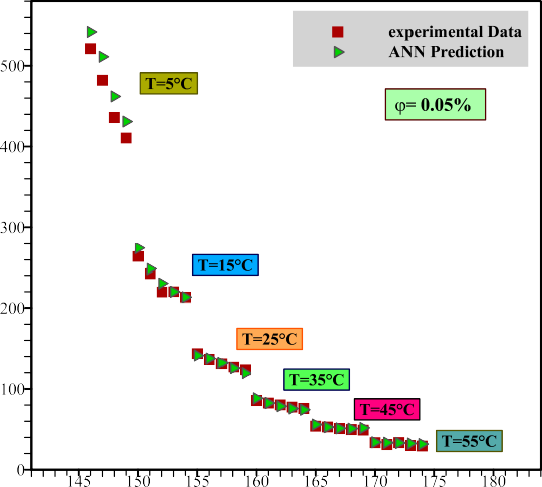 experimental Data
ANN Prediction
T=5°C
φ= 0.05%
T=15°C
T=25°C
T=35°C
T=45°C
T=55°C
500
400
300
200
100
0
145 150 155 160 165 170 175 180